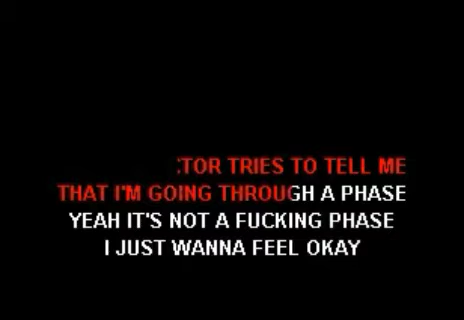 TOR TRIES TO TELL ME
THAT I'M GOING THROUGH A PHASE
YEAH IT'S NOT A FUCKING PHASE
I JUST WANNA FEEL OKAY